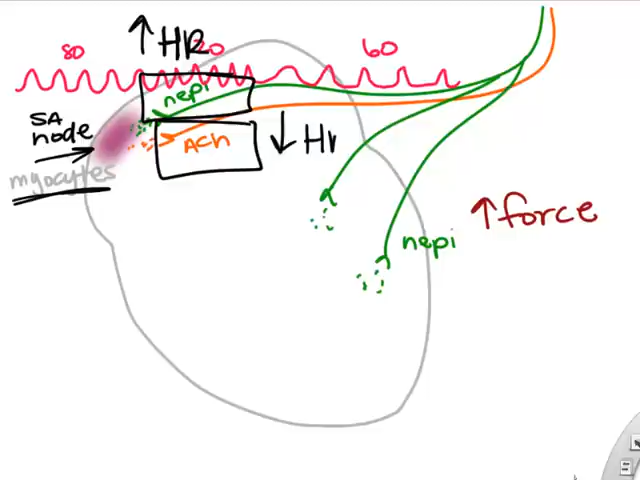 ↑ HR
80
60
nepi
SA
node
ACh
↓ Hr
myocytes
↑ force
nepi